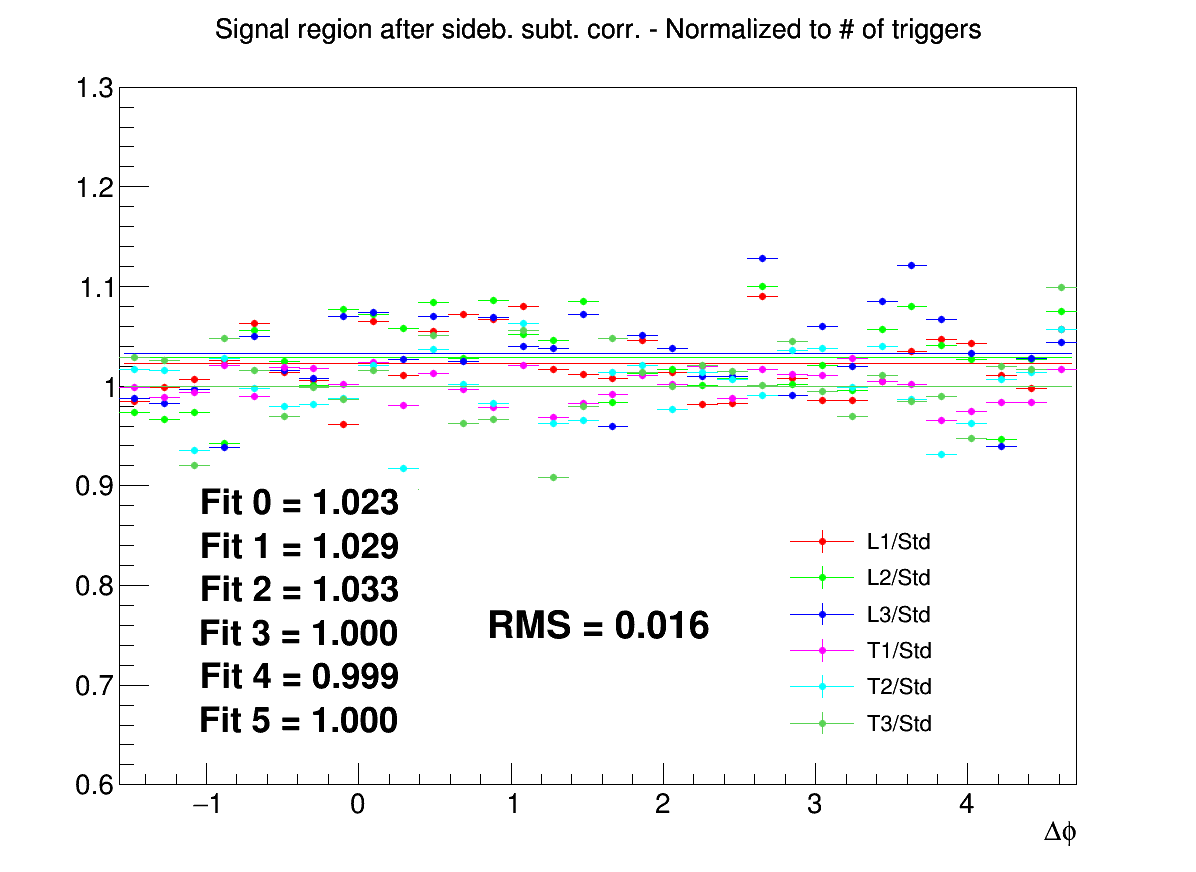 Signal region after sideb. subt. corr. - Normalized to # of triggers
1.3
1.2
1.1
1
0.9
0.8
0.7
0.6
Fit 0 = 1.023
Fit 1 = 1.029
Fit 2 = 1.033
Fit 3 = 1.000
Fit 4 = 0.999
Fit 5 = 1.000
RMS = 0.016
L1/Std
L2/Std
L3/Std
T1/Std
T2/Std
T3/Std
−1 0 1 2 3 4
Δϕ